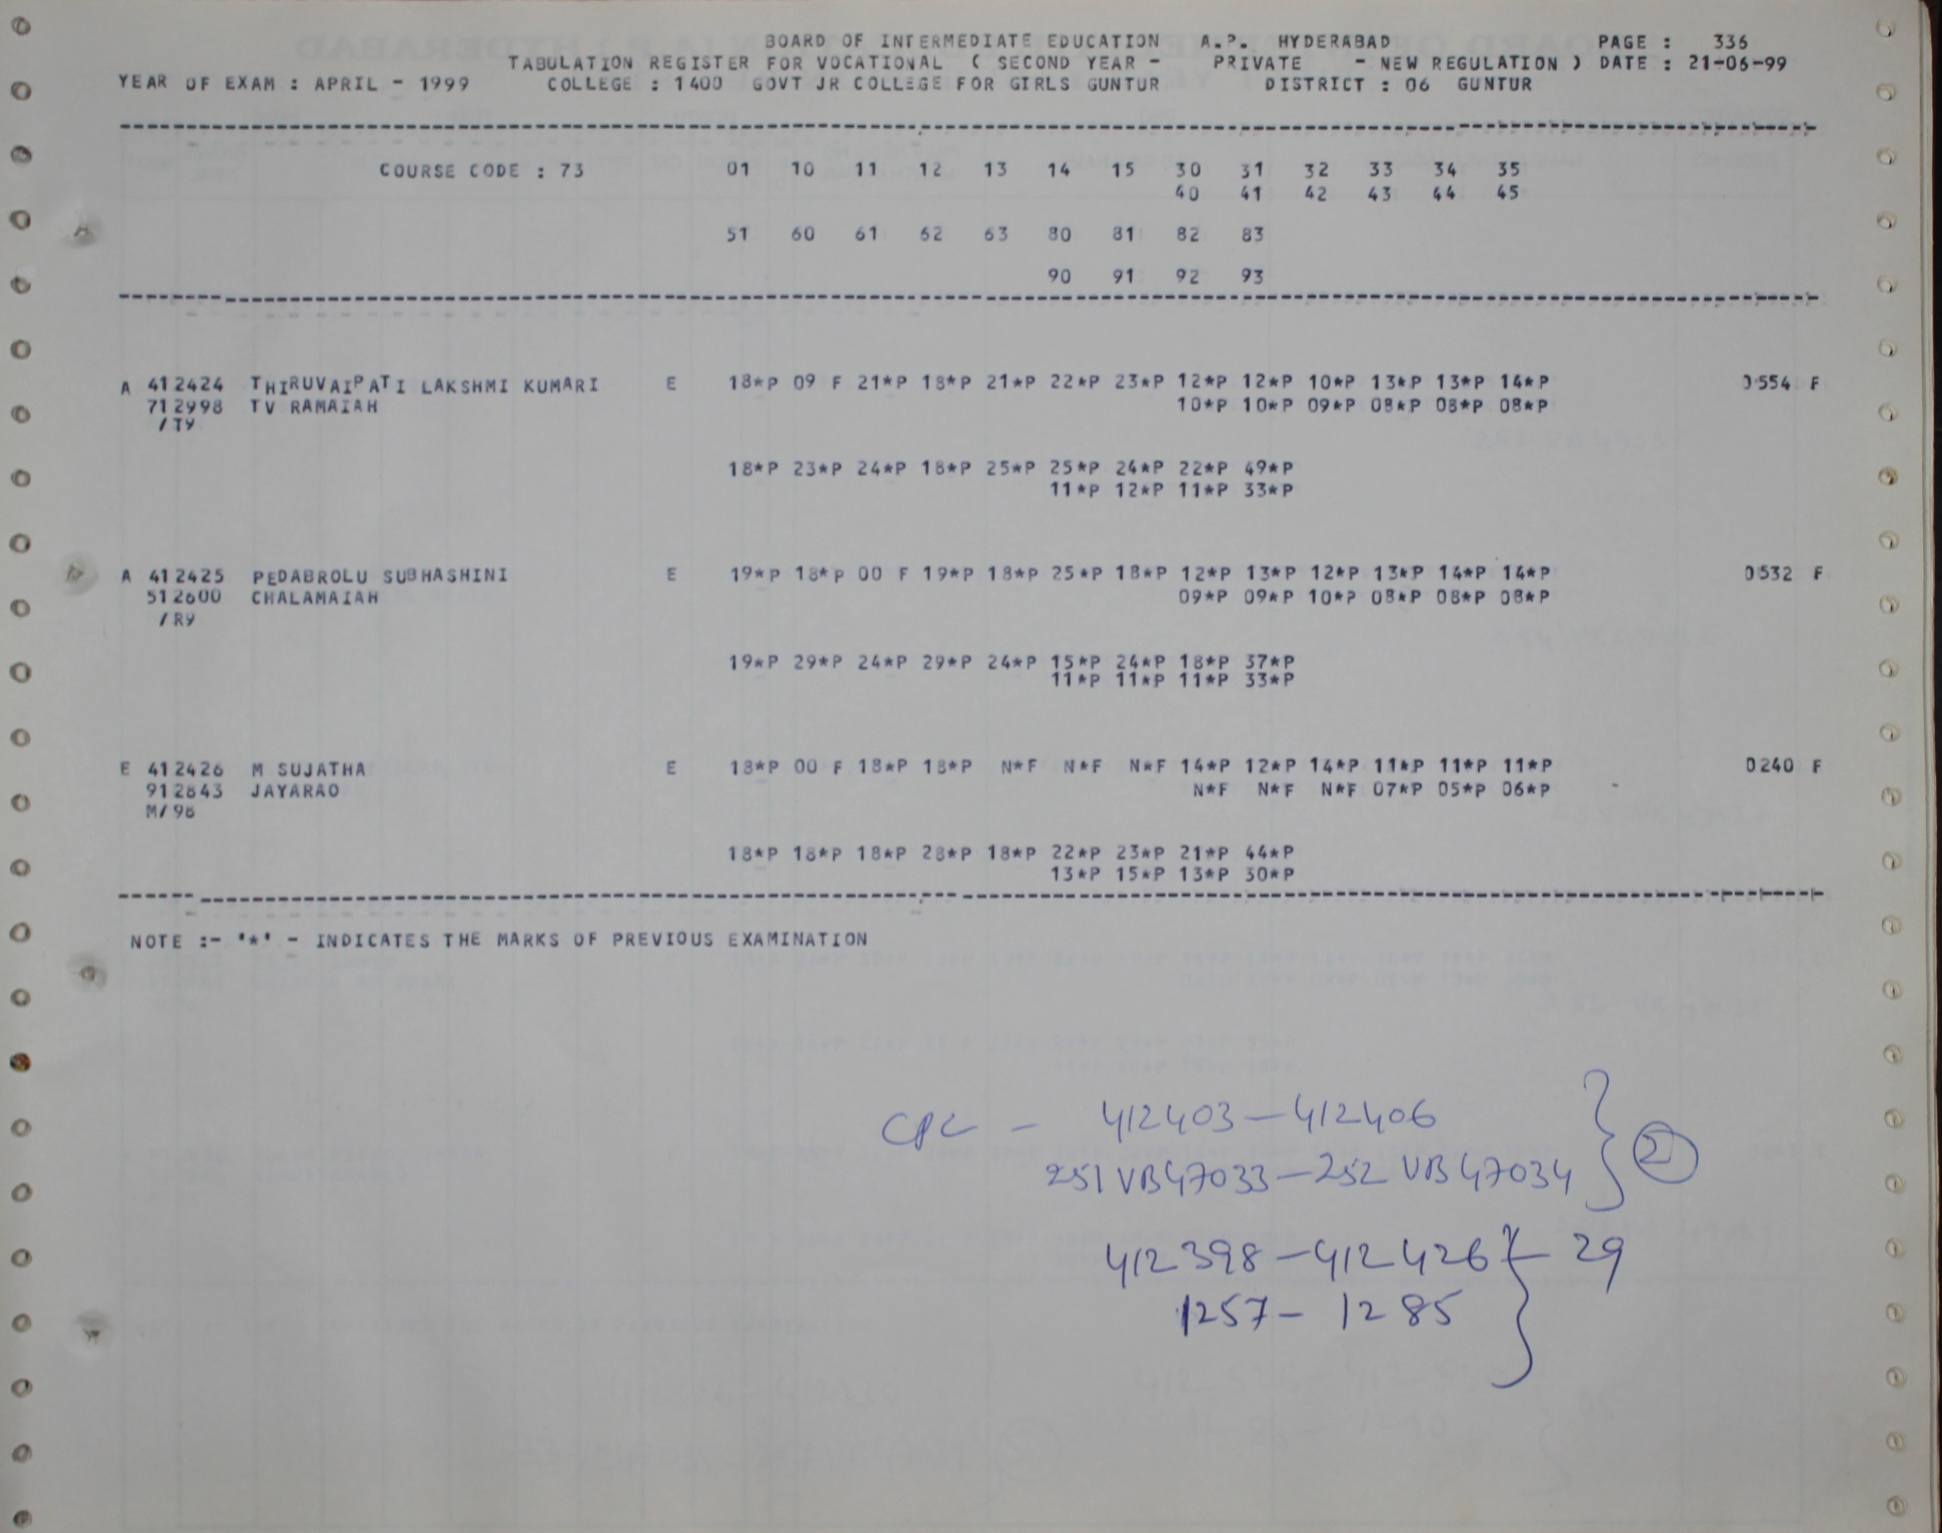 BOARD OF INTERMEDIATE EDUCATION A.P. HYDERABAD PAGE : 336
TABULATION REGISTER FOR VOCATIONAL ( SECOND YEAR - PRIVATE - NEW REGULATION ) DATE : 21-06-99
YEAR OF EXAM : APRIL - 1999 COLLEGE : 1400 GOVT JR COLLEGE FOR GIRLS GUNTUR DISTRICT : 06 GUNTUR
COURSE CODE : 73 01 10 11 12 13 14 15 30 31 32 33 34 35
40 41 42 43 44 45
51 60 61 62 63 80 81 82 83
90 91 92 93
A 412424 THIRUVAIPATI LAKSHMI KUMARI E 18*P 09 F 21*P 18*P 21*P 22*P 23*P 12*P 12*P 10*P 13*P 13*P 14*P 0554 F
712998 TV RAMAIAH 10*P 10*P 09*P 08*P 08*P 08*P
/TY
18*P 23*P 24*P 18*P 25*P 25*P 24*P 22*P 49*P
11*P 12*P 11*P 33*P
A 412425 PEDABROLU SUBHASHINI E 19*P 18*P 00 F 19*P 18*P 25*P 18*P 12*P 13*P 12*P 13*P 14*P 14*P 0532 F
512600 CHALAMAIAH 09*P 09*P 10*P 08*P 08*P 08*P
/RY
19*P 29*P 24*P 29*P 24*P 15*P 24*P 18*P 37*P
11*P 11*P 11*P 33*P
E 412426 M SUJATHA E 18*P 00 F 18*P 18*P N*F N*F N*F 14*P 12*P 14*P 11*P 11*P 11*P 0240 F
912843 JAYARAO N*F N*F N*F 07*P 05*P 06*P
M/98
18*P 18*P 18*P 28*P 18*P 22*P 23*P 21*P 44*P
13*P 15*P 13*P 30*P
NOTE :- '*' - INDICATES THE MARKS OF PREVIOUS EXAMINATION
- 412403-412406
251VB47033-252VB47034 } 2
412398-412426 } - 29
1257-1285